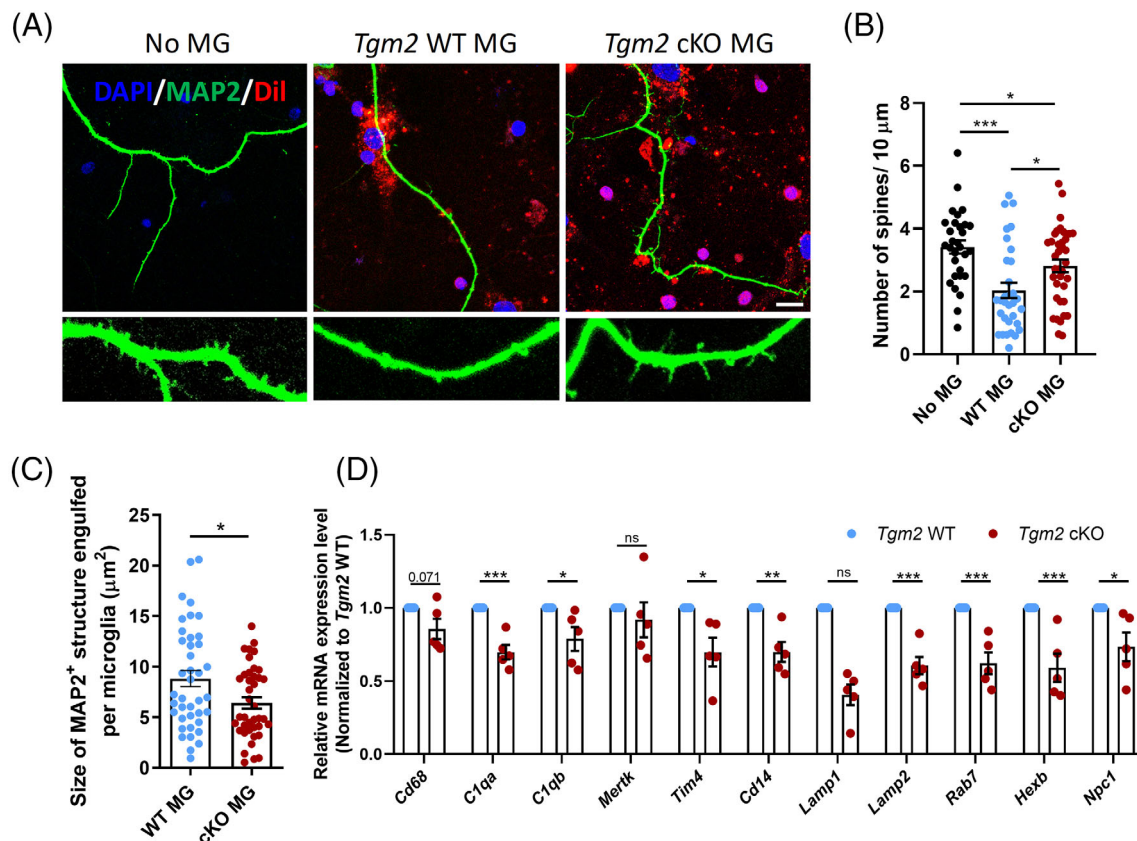 (A)
No MG
Tgm2 WT MG
Tgm2 cKO MG
DAPI/MAP2/Dil
(B)
Number of spines/ 10 μm
8
6
4
2
0
*
***
*
No MG
WT MG
cKO MG
(C)
Size of MAP2+ structure engulfed
per microglia (μm²)
25
20
15
10
5
0
*
WT MG
cKO MG
(D)
Relative mRNA expression level
(Normalized to Tgm2 WT)
1.5
1.0
0.5
0.0
Tgm2 WT
Tgm2 cKO
0.071
***
*
ns
*
**
ns
***
***
***
*
Cd68
C1qa
C1qb
Mertk
Tim4
Cd14
Lamp1
Lamp2
Rab7
Hexb
Npc1